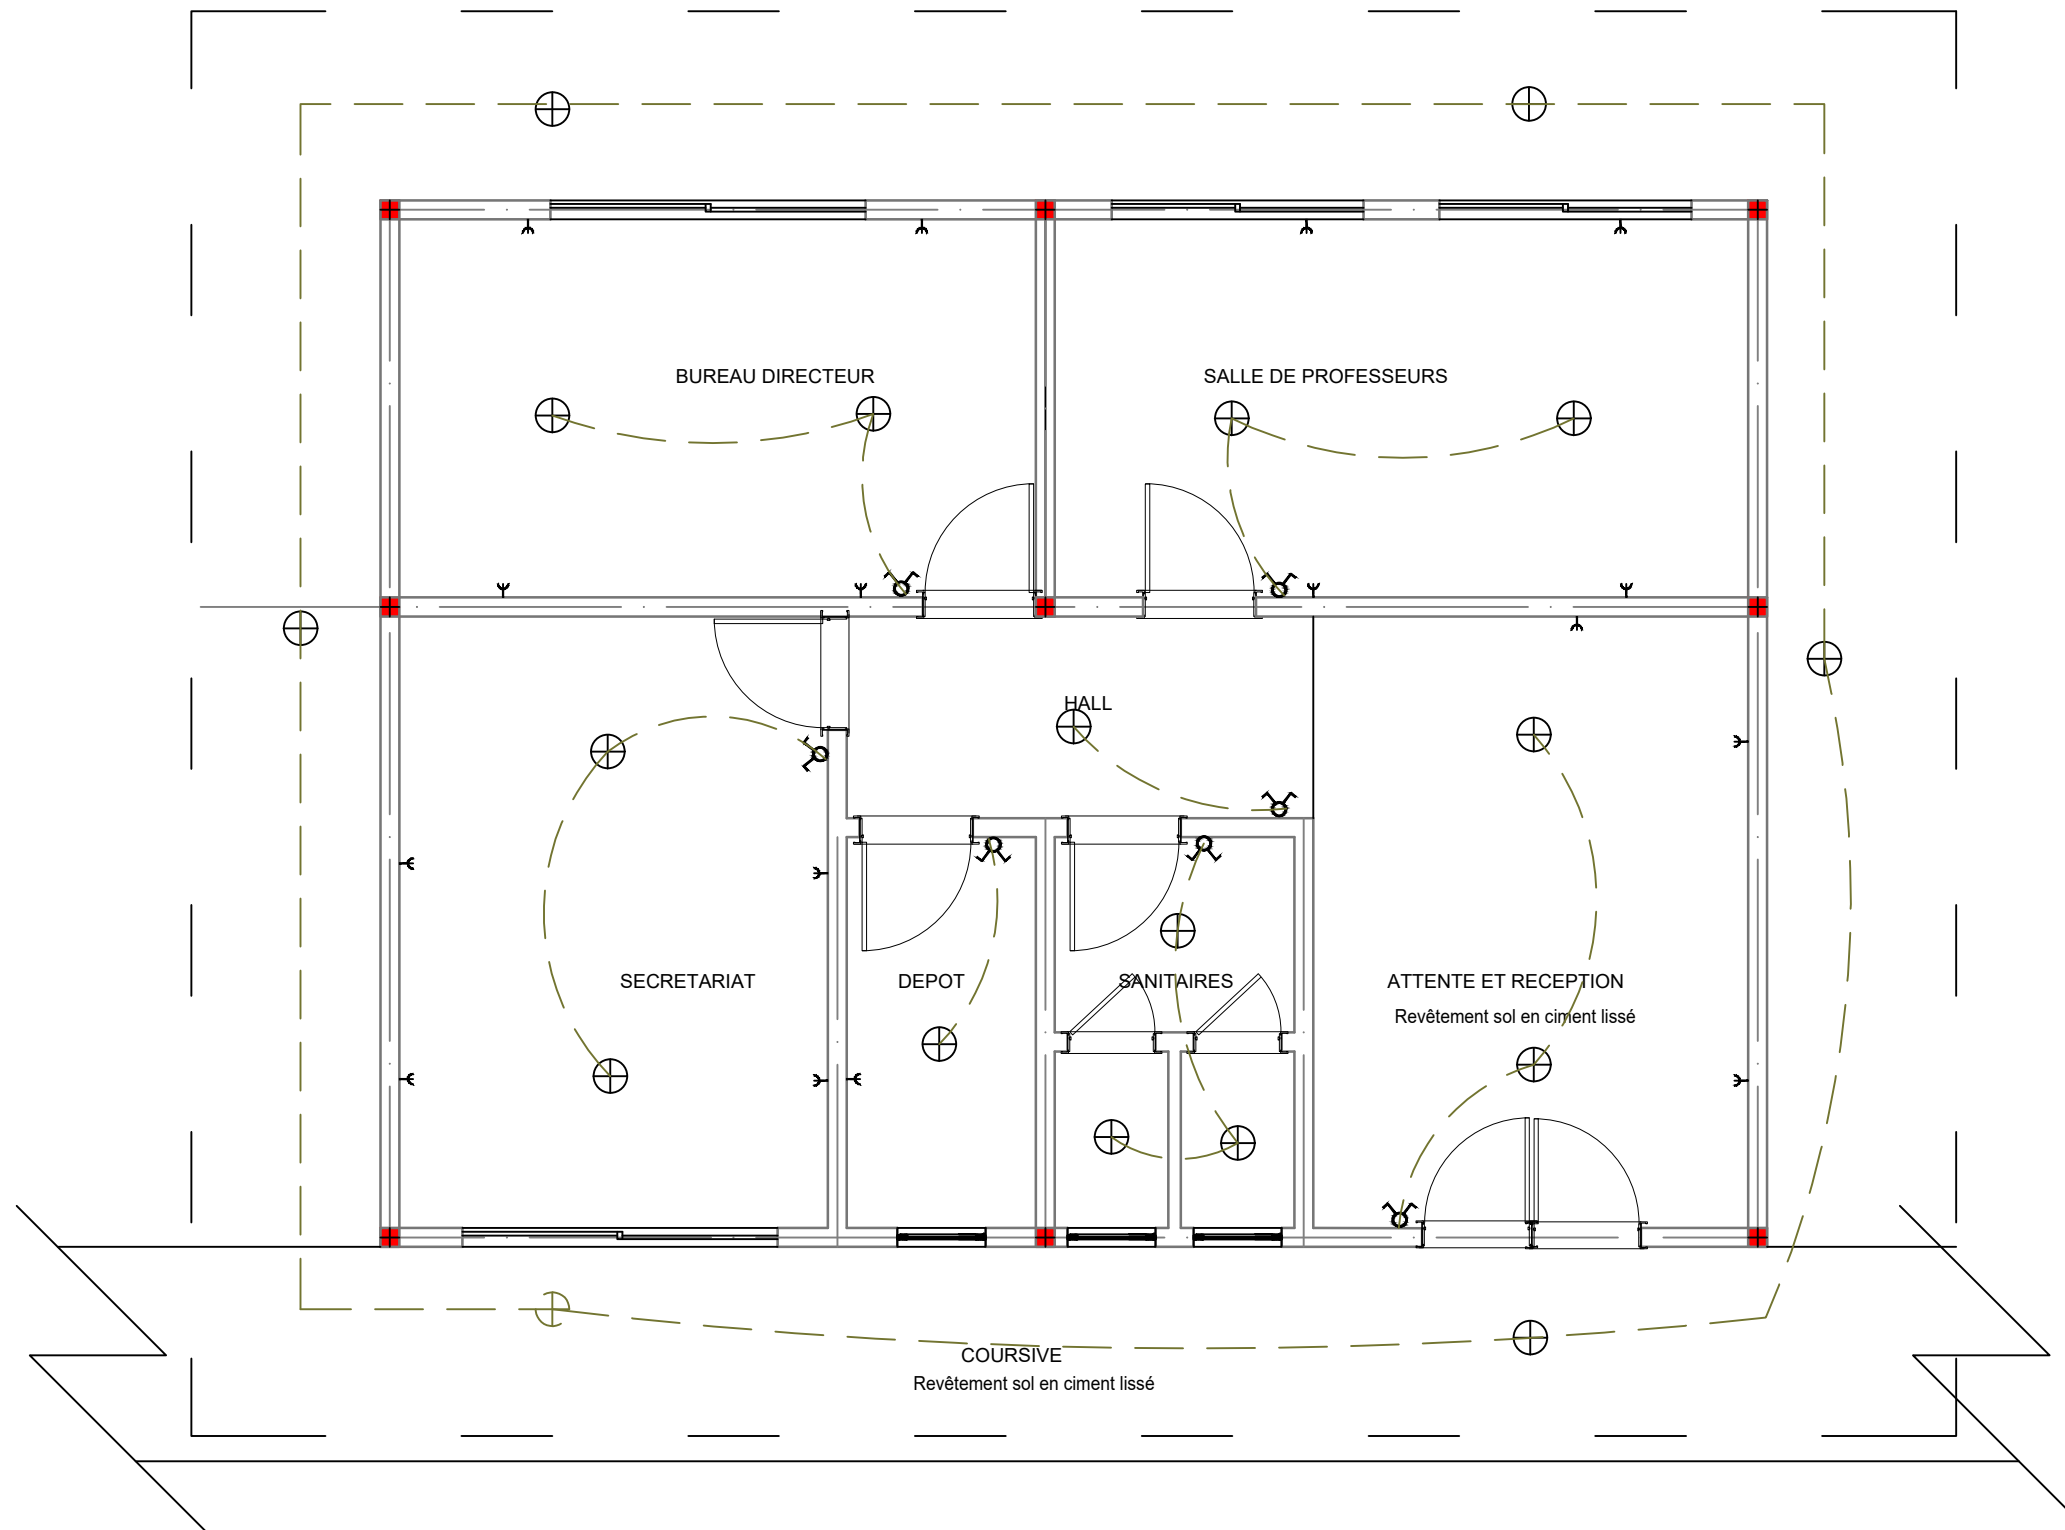 BUREAU DIRECTEUR
SALLE DE PROFESSEURS
HALL
SECRETARIAT
DEPOT
SANITAIRES
ATTENTE ET RECEPTION
Revêtement sol en ciment lissé
COURSIVE
Revêtement sol en ciment lissé